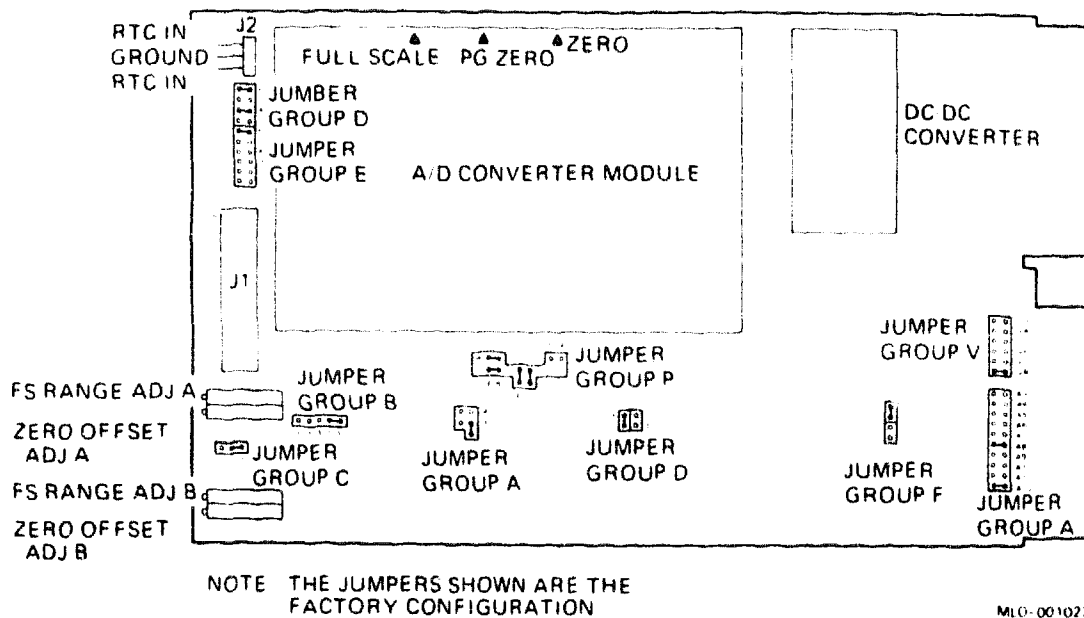 J2
RTC IN
GROUND
RTC IN
FULL SCALE PG ZERO ZERO
JUMBER
GROUP D
JUMPER
GROUP E
A/D CONVERTER MODULE
DC DC
CONVERTER
J1
JUMPER
GROUP V
JUMPER
GROUP P
FS RANGE ADJ A
JUMPER
GROUP B
ZERO OFFSET
ADJ A
JUMPER
GROUP C
JUMPER
GROUP A
JUMPER
GROUP D
JUMPER
GROUP F
JUMPER
GROUP A
FS RANGE ADJ B
ZERO OFFSET
ADJ B
NOTE THE JUMPERS SHOWN ARE THE
FACTORY CONFIGURATION